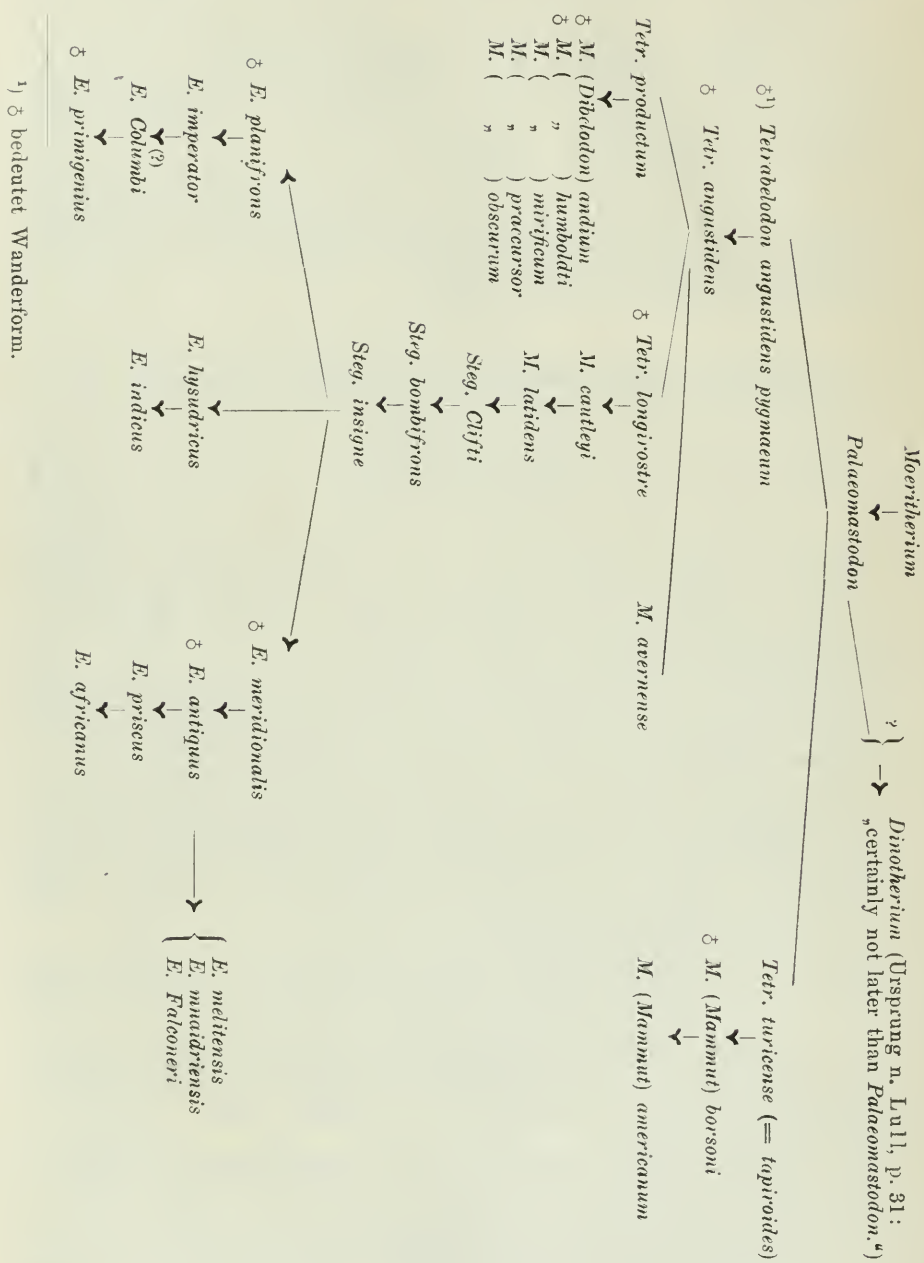 Moeritherium
Palaeomastodon
? } Dinotherium (Ursprung n. Lull, p. 31:
„certainly not later than Palaeomastodon.“)
♁¹) Tetrabelodon angustidens pygmaeum
Tetr. turicense (= tapiroides)
♁ Tetr. angustidens
♁ M. (Mammut) borsoni
Tetr. productum
♁ Tetr. longirostre
M. avernense
M. (Mammut) americanum
♁ M. (Dibelodon) andium
♁ M. ( „ ) humboldti
M. ( „ ) mirificum
M. ( „ ) praecursor
M. ( „ ) obscurum
M. cautleyi
M. latidens
Steg. Clifti
Steg. bombifrons
Steg. insigne
♁ E. planifrons
E. imperator
(?)
E. Columbi
♁ E. primigenius
E. hysudricus
E. indicus
♁ E. meridionalis
♁ E. antiquus
E. priscus
E. africanus
E. melitensis
E. mnaidriensis
E. Falconeri
¹) ♁ bedeutet Wanderform.